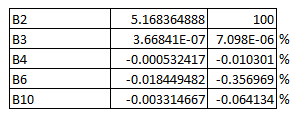 B2 5.168364888 100
B3 3.66841E-07 7.098E-06 %
B4 -0.000532417 -0.010301 %
B6 -0.018449482 -0.356969 %
B10 -0.003314667 -0.064134 %